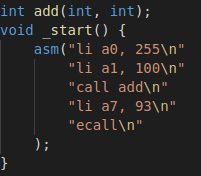 int add(int, int);
void _start() {
    asm("li a0, 255\n"
        "li a1, 100\n"
        "call add\n"
        "li a7, 93\n"
        "ecall\n"
    );
}